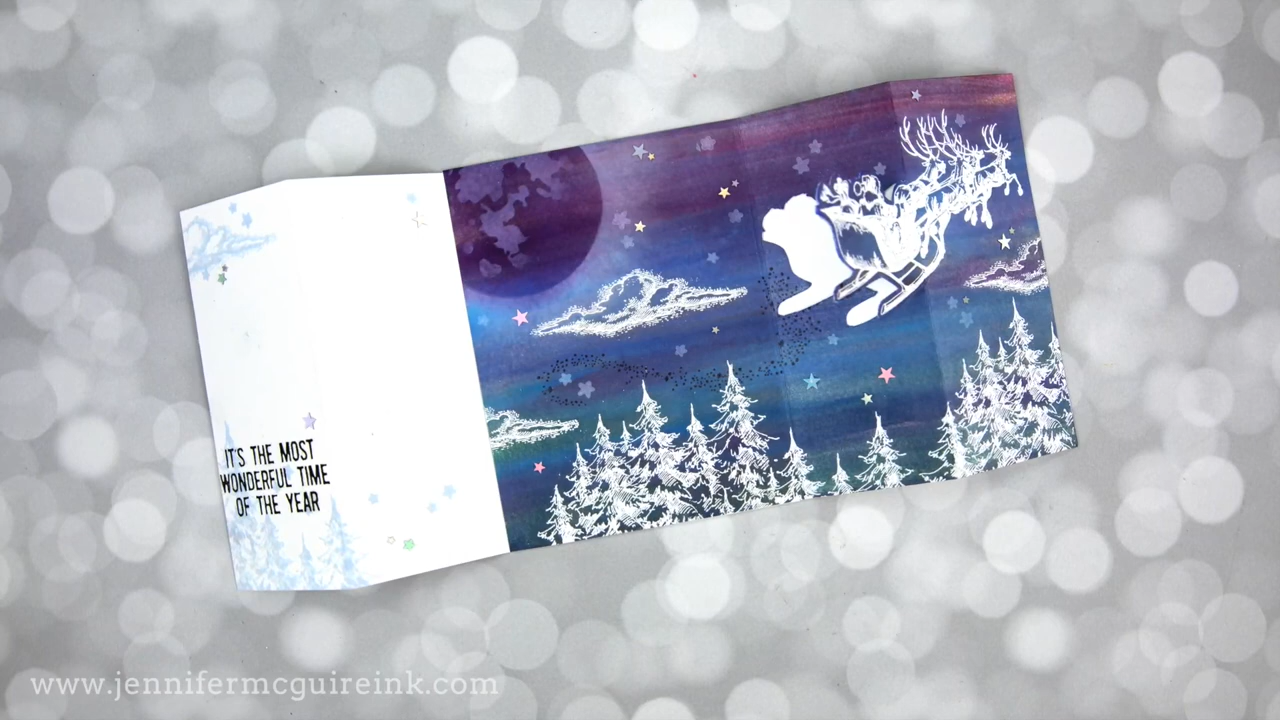 IT'S THE MOST
WONDERFUL TIME
OF THE YEAR
www.jennifermcguireink.com